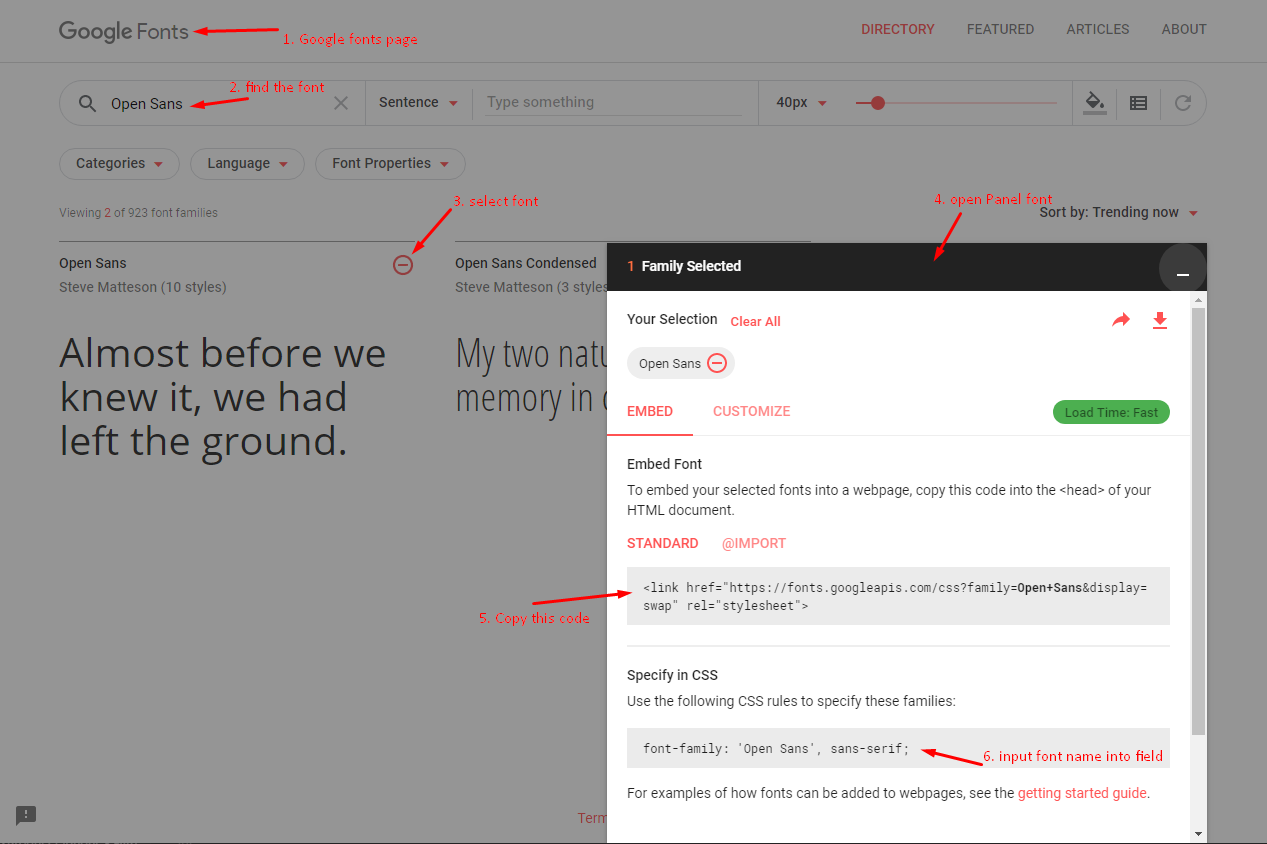 Google Fonts
1. Google fonts page
DIRECTORY FEATURED ARTICLES ABOUT
2. find the font
Open Sans
Sentence
Type something
40px
Categories
Language
Font Properties
3. select font
4. open Panel font
Viewing 2 of 923 font families
Sort by: Trending now
Open Sans
Steve Matteson (10 styles)
Almost before we
knew it, we had
left the ground.
Open Sans Condensed
Steve Matteson (3 styles
My two natu
memory in c
1 Family Selected
Your Selection Clear All
Open Sans
EMBED CUSTOMIZE Load Time: Fast
Embed Font
To embed your selected fonts into a webpage, copy this code into the <head> of your
HTML document.
STANDARD @IMPORT
<link href="https://fonts.googleapis.com/css?family=Open+Sans&display=
swap" rel="stylesheet">
5. Copy this code
Specify in CSS
Use the following CSS rules to specify these families:
font-family: 'Open Sans', sans-serif;
6. input font name into field
For examples of how fonts can be added to webpages, see the getting started guide.
Term